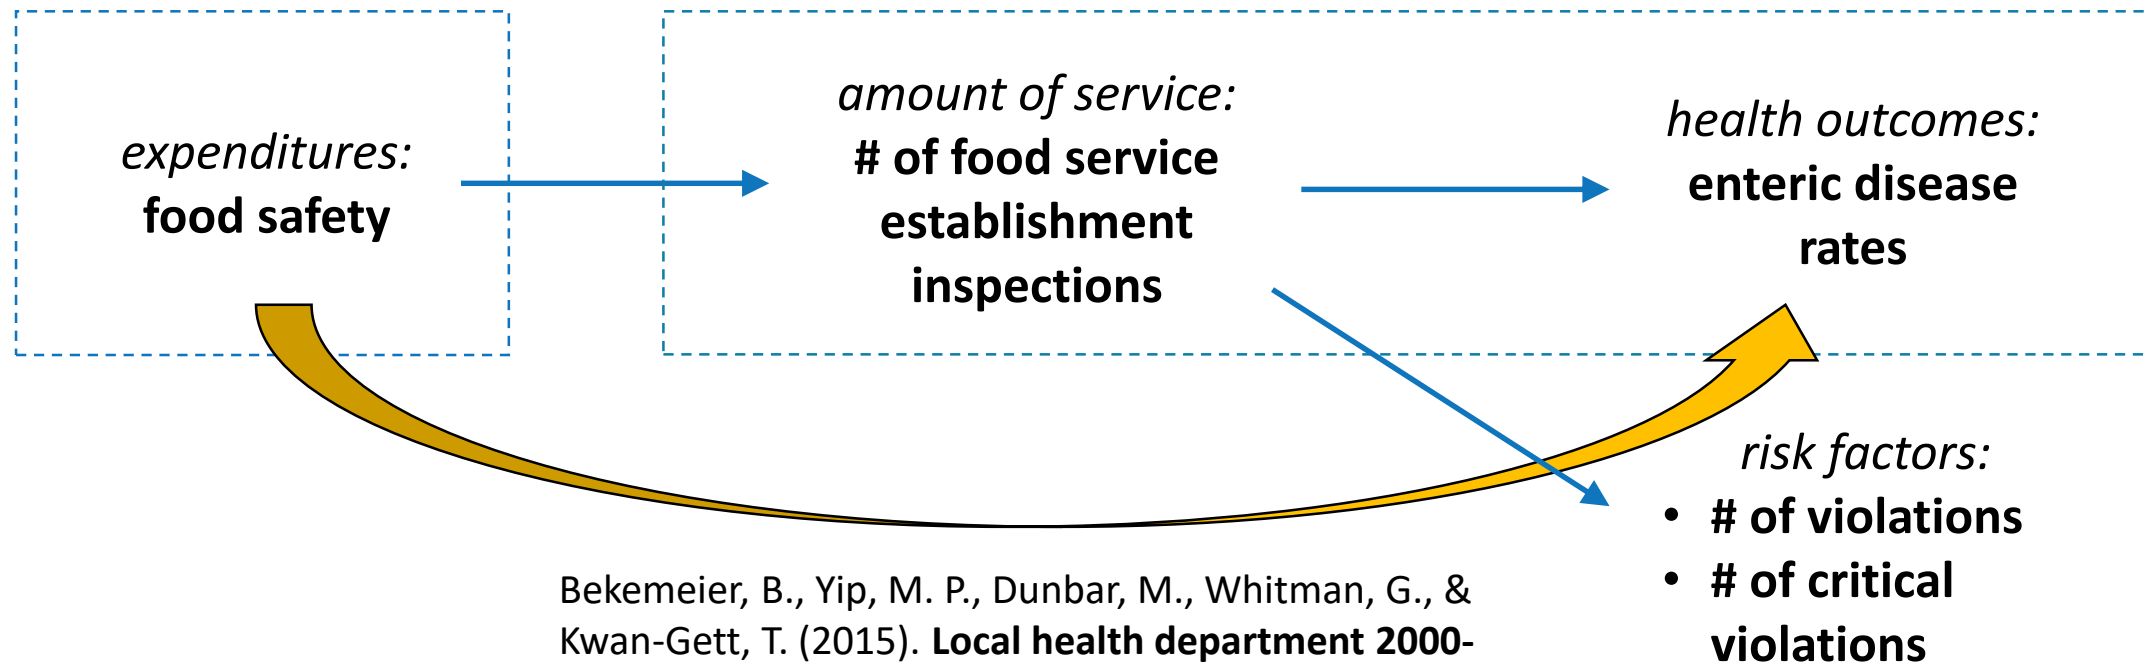 expenditures:
food safety
amount of service:
# of food service
establishment
inspections
health outcomes:
enteric disease
rates
risk factors:
• # of violations
• # of critical
violations
Bekemeier, B., Yip, M. P., Dunbar, M., Whitman, G., &
Kwan-Gett, T. (2015). Local health department 2000-